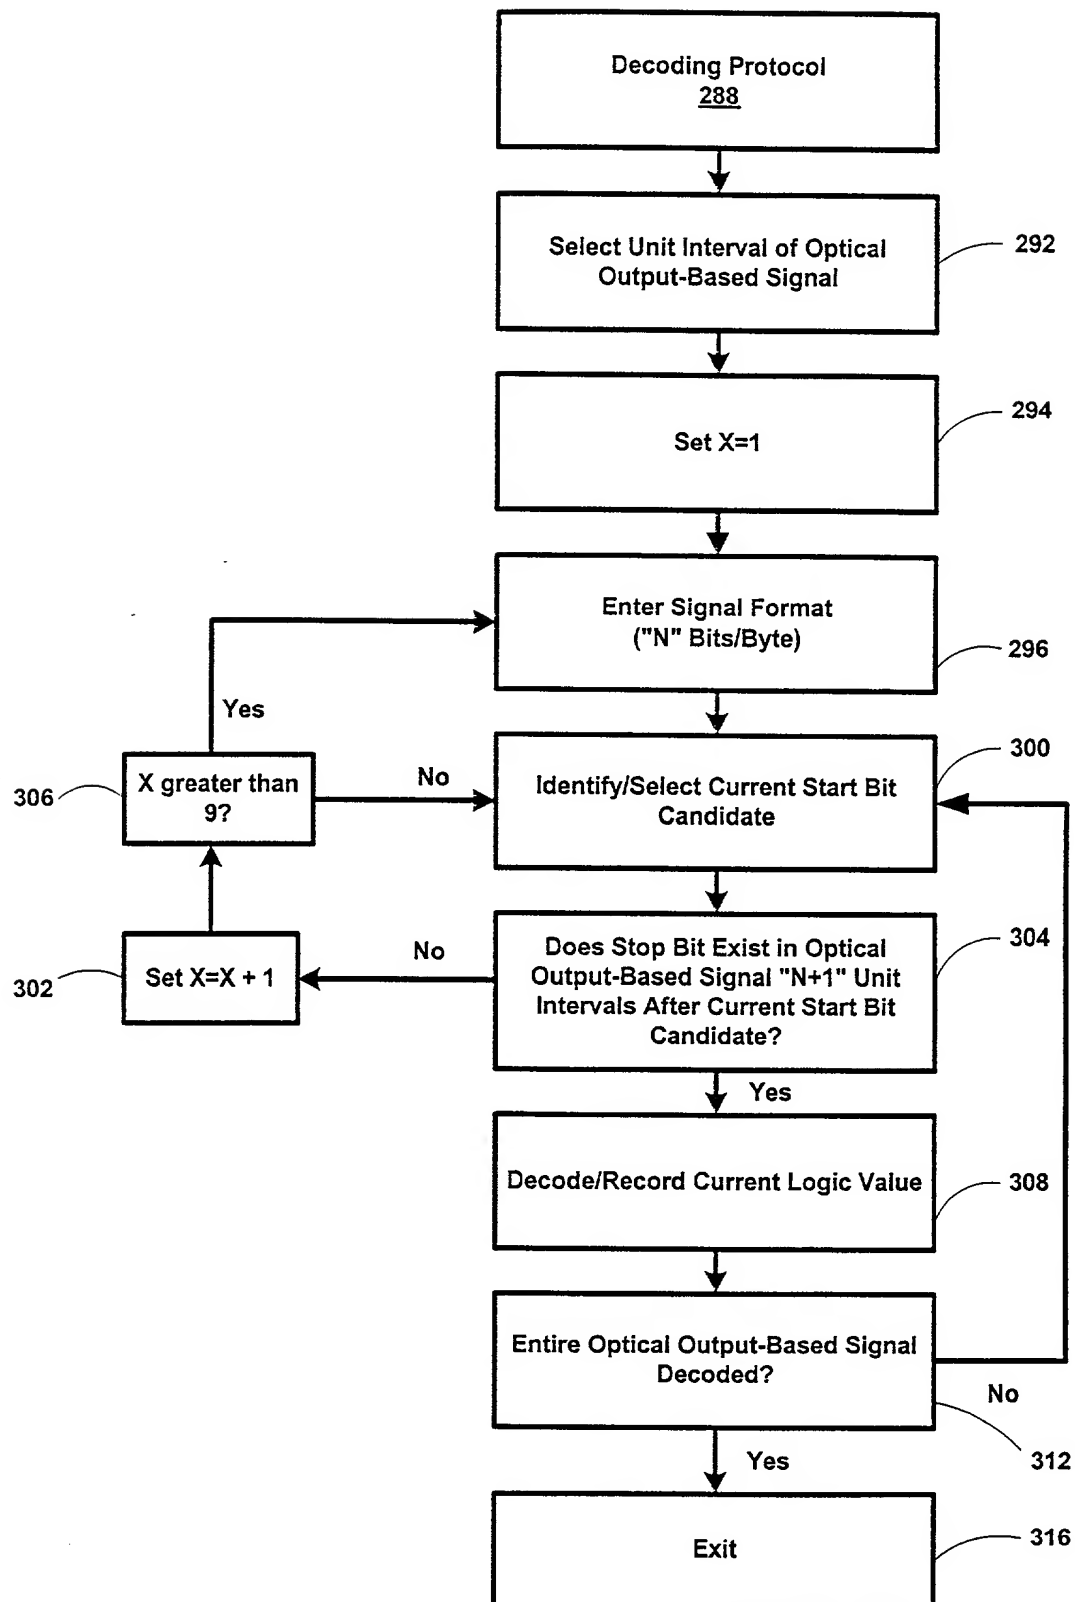 Decoding Protocol
288
Select Unit Interval of Optical
Output-Based Signal
292
Set X=1
294
Enter Signal Format
("N" Bits/Byte)
296
Yes
X greater than
9?
306
No
Identify/Select Current Start Bit
Candidate
300
Set X=X + 1
302
No
Does Stop Bit Exist in Optical
Output-Based Signal "N+1" Unit
Intervals After Current Start Bit
Candidate?
304
Yes
Decode/Record Current Logic Value
308
Entire Optical Output-Based Signal
Decoded?
No
312
Yes
Exit
316